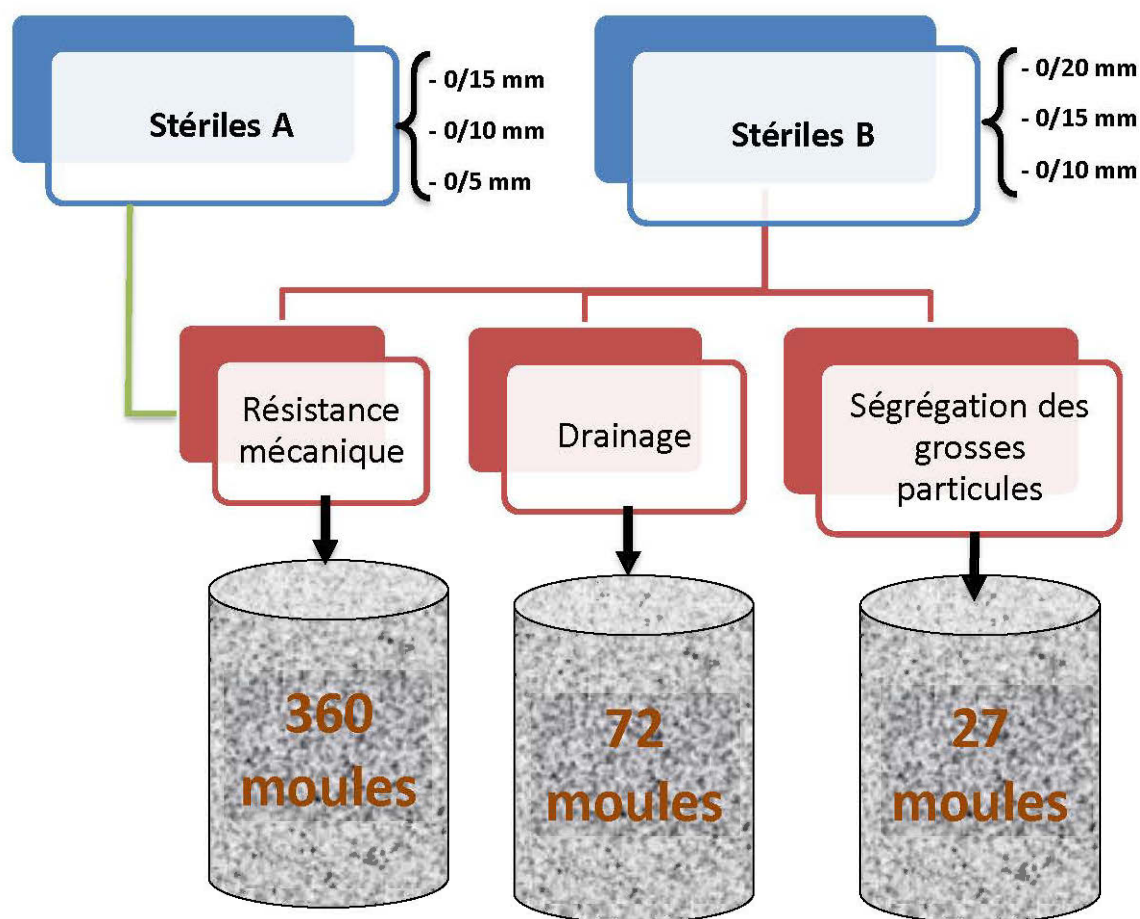 Stériles A
- 0/15 mm
- 0/10 mm
- 0/5 mm
Stériles B
- 0/20 mm
- 0/15 mm
- 0/10 mm
Résistance
mécanique
Drainage
Ségrégation des
grosses
particules
360
moules
72
moules
27
moules